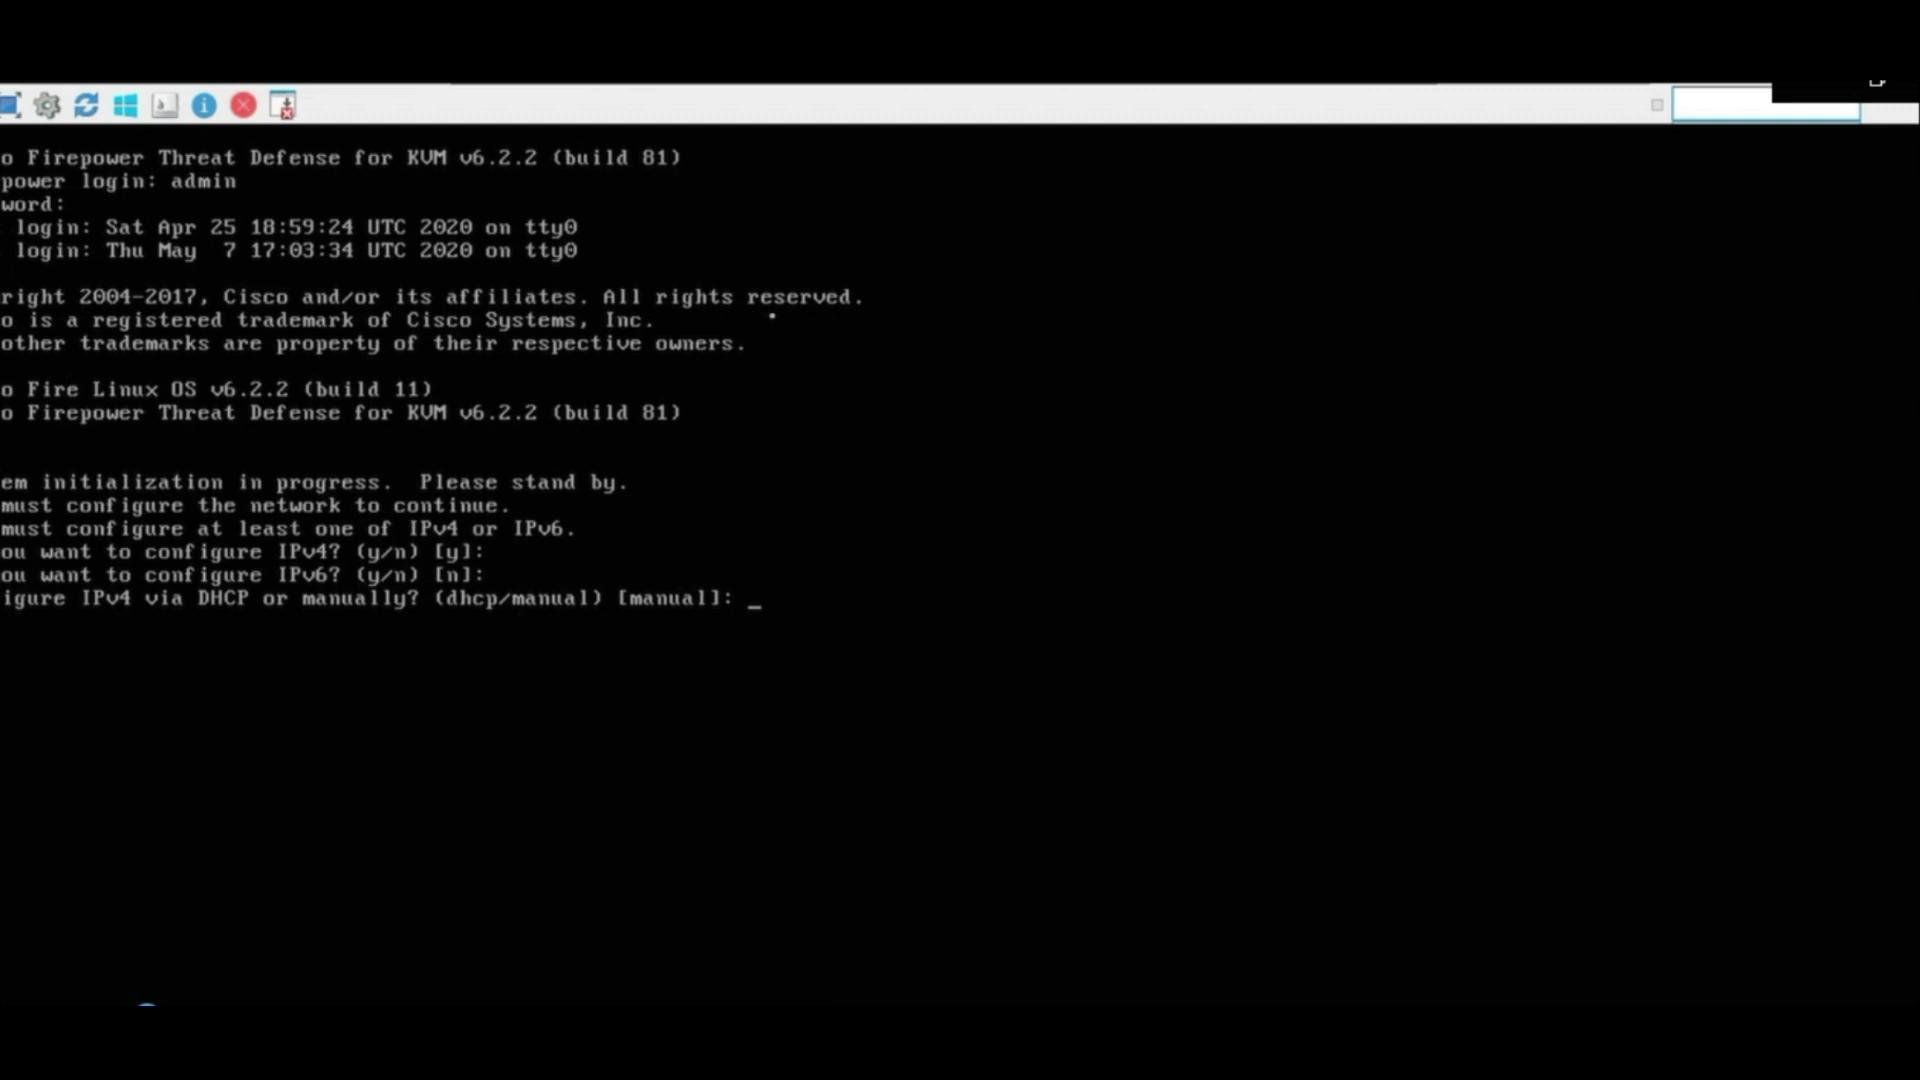 o Firepower Threat Defense for KVM v6.2.2 (build 81)
power login: admin
word:
login: Sat Apr 25 18:59:24 UTC 2020 on tty0
login: Thu May  7 17:03:34 UTC 2020 on tty0
right 2004-2017, Cisco and/or its affiliates. All rights reserved.
o is a registered trademark of Cisco Systems, Inc.
other trademarks are property of their respective owners.
o Fire Linux OS v6.2.2 (build 11)
o Firepower Threat Defense for KVM v6.2.2 (build 81)
em initialization in progress.  Please stand by.
must configure the network to continue.
must configure at least one of IPv4 or IPv6.
ou want to configure IPv4? (y/n) [y]:
ou want to configure IPv6? (y/n) [n]:
igure IPv4 via DHCP or manually? (dhcp/manual) [manual]: _